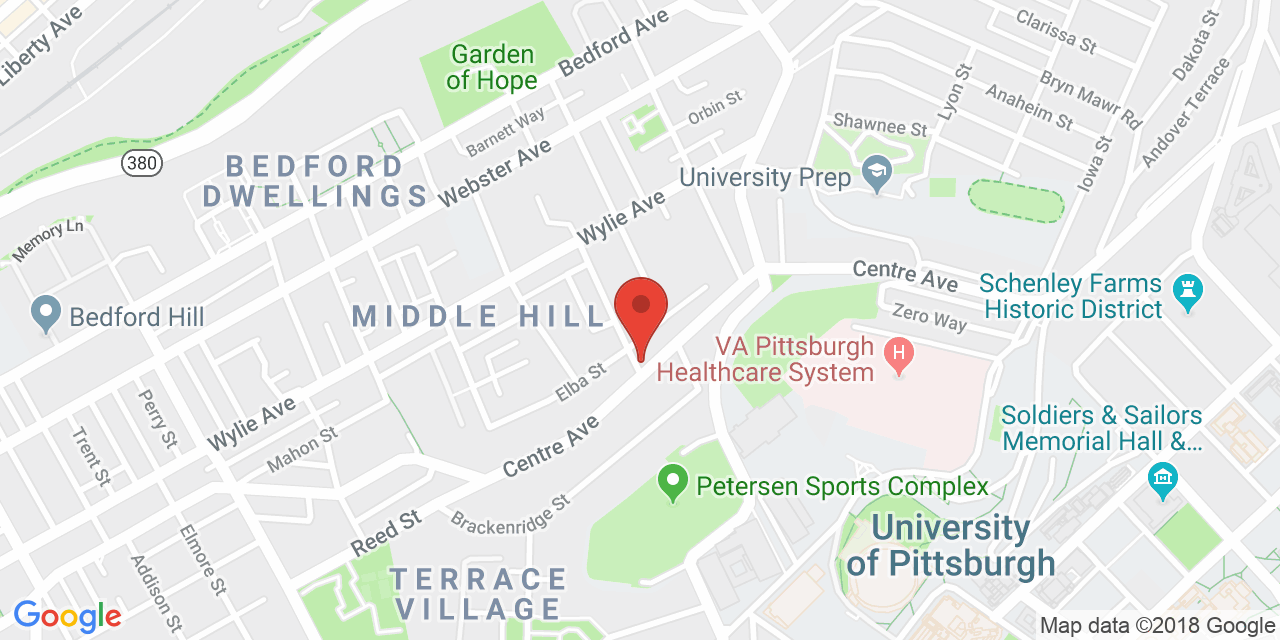 Liberty Ave
Garden
of Hope
Bedford Ave
Clarissa St
Dakota St
Lyon St
Bryn Mawr Rd
Anaheim St
Andover Terrace
Orbin St
Barnett Way
Shawnee St
380
BEDFORD
DWELLINGS
Webster Ave
University Prep
Iowa St
Wylie Ave
Memory Ln
Centre Ave
Schenley Farms
Historic District
Bedford Hill
MIDDLE HILL
Zero Way
VA Pittsburgh
Healthcare System
H
Elba St
Perry St
Wylie Ave
Mahon St
Trent St
Centre Ave
Soldiers & Sailors
Memorial Hall &...
Petersen Sports Complex
Brackenridge St
Reed St
University
of Pittsburgh
Elmore St
Addison St
TERRACE
VILLAGE
Google
Map data ©2018 Google